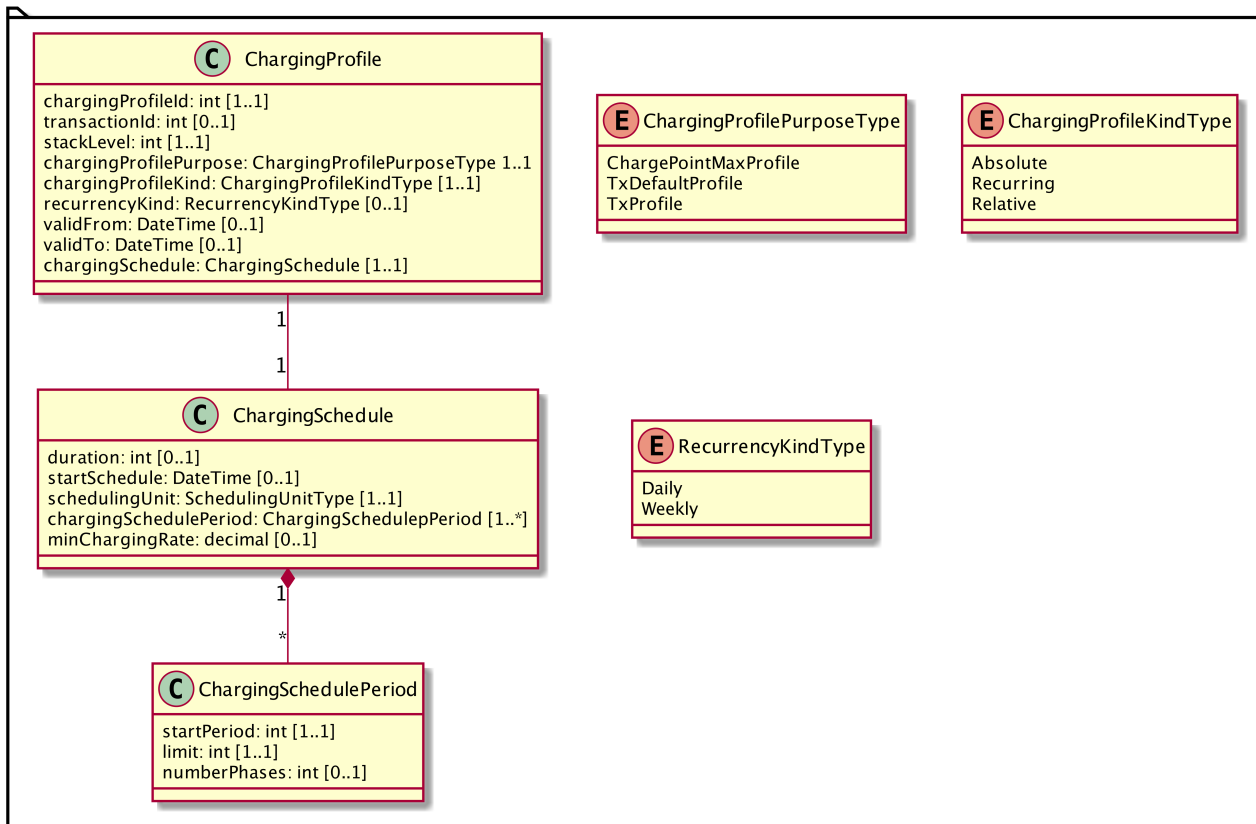 C ChargingProfile
chargingProfileId: int [1..1]
transactionId: int [0..1]
stackLevel: int [1..1]
chargingProfilePurpose: ChargingProfilePurposeType 1..1
chargingProfileKind: ChargingProfileKindType [1..1]
recurrencyKind: RecurrencyKindType [0..1]
validFrom: DateTime [0..1]
validTo: DateTime [0..1]
chargingSchedule: ChargingSchedule [1..1]
E ChargingProfilePurposeType
ChargePointMaxProfile
TxDefaultProfile
TxProfile
E ChargingProfileKindType
Absolute
Recurring
Relative
1
1
C ChargingSchedule
duration: int [0..1]
startSchedule: DateTime [0..1]
schedulingUnit: SchedulingUnitType [1..1]
chargingSchedulePeriod: ChargingSchedulepPeriod [1..*]
minChargingRate: decimal [0..1]
E RecurrencyKindType
Daily
Weekly
1
*
C ChargingSchedulePeriod
startPeriod: int [1..1]
limit: int [1..1]
numberPhases: int [0..1]